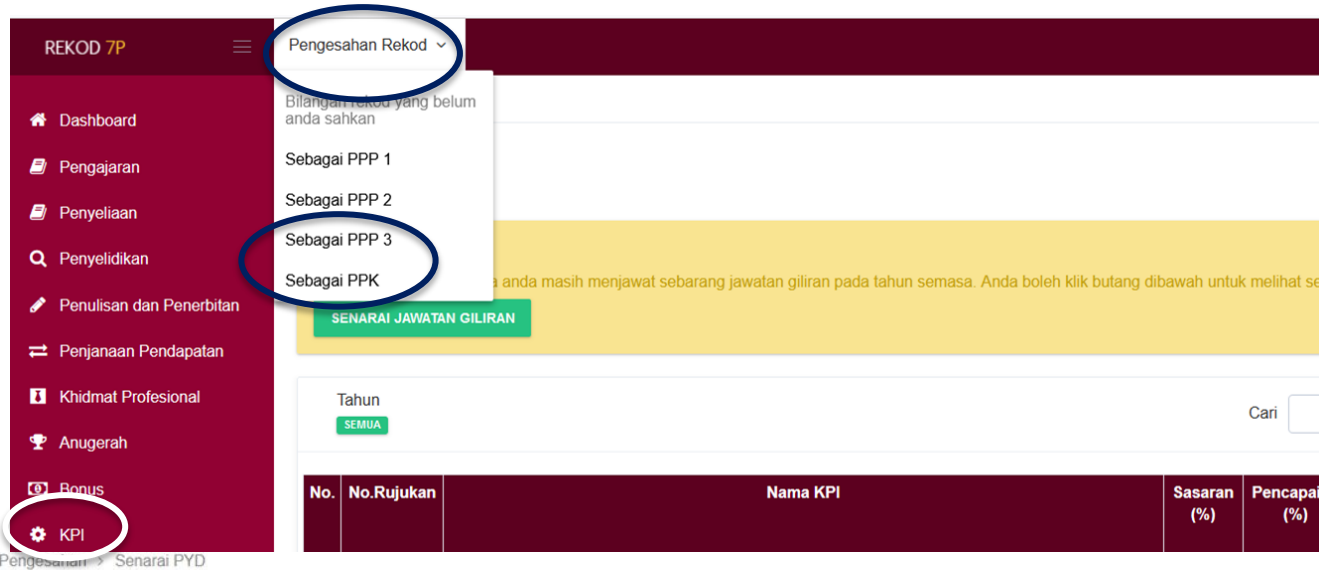 REKOD 7P
Pengesahan Rekod
Bilangan rekod yang belum
anda sahkan
Sebagai PPP 1
Sebagai PPP 2
Sebagai PPP 3
Sebagai PPK
Dashboard
Pengajaran
Penyeliaan
Penyelidikan
Penulisan dan Penerbitan
Penjanaan Pendapatan
Khidmat Profesional
Anugerah
Bonus
KPI
anda masih menjawat sebarang jawatan giliran pada tahun semasa. Anda boleh klik butang dibawah untuk melihat se
SENARAI JAWATAN GILIRAN
Tahun
SEMUA
Cari
No.
No.Rujukan
Nama KPI
Sasaran
(%)
Pencapai
(%)
Pengesahan > Senarai PYD